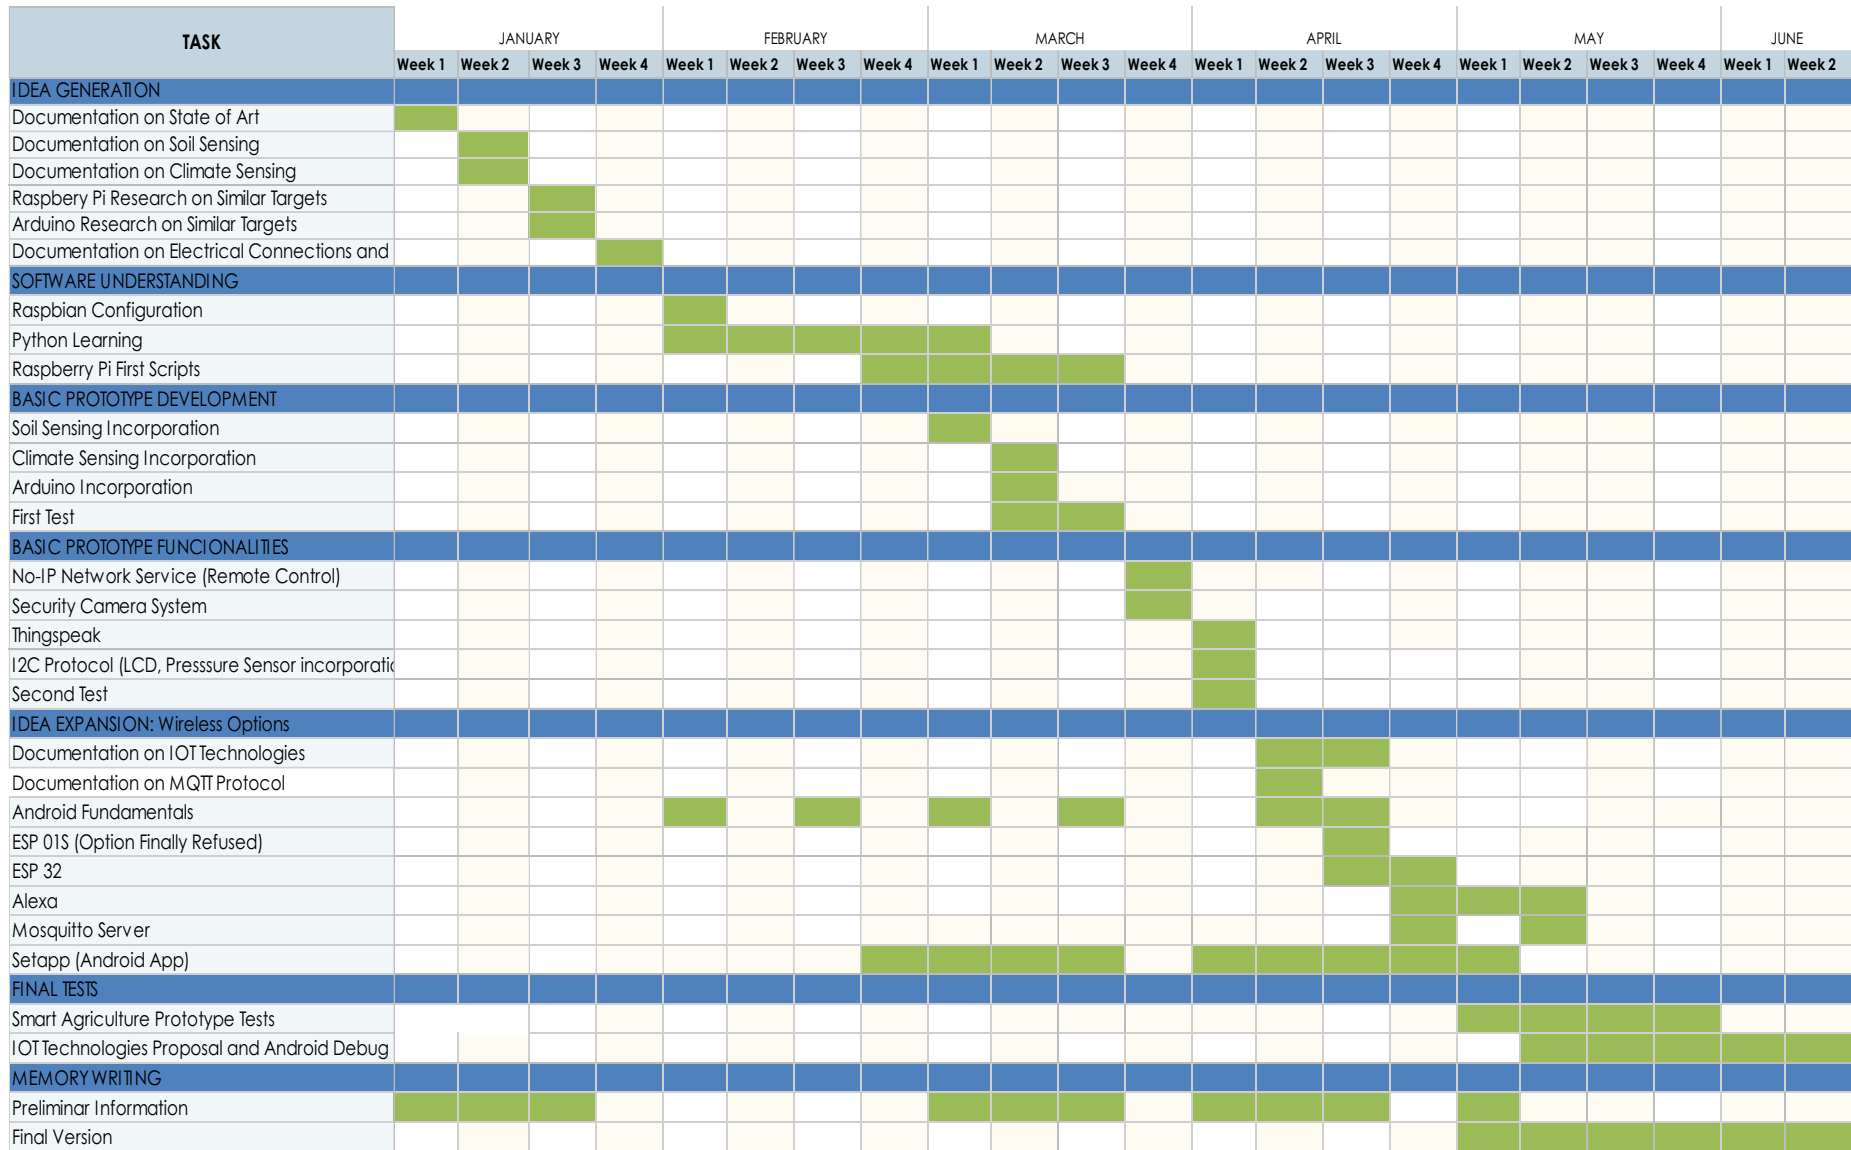 TASK
JANUARY FEBRUARY MARCH APRIL MAY JUNE
Week 1 Week 2 Week 3 Week 4 Week 1 Week 2 Week 3 Week 4 Week 1 Week 2 Week 3 Week 4 Week 1 Week 2 Week 3 Week 4 Week 1 Week 2 Week 3 Week 4 Week 1 Week 2
IDEA GENERATION
Documentation on State of Art
Documentation on Soil Sensing
Documentation on Climate Sensing
Raspbery Pi Research on Similar Targets
Arduino Research on Similar Targets
Documentation on Electrical Connections and
SOFTWARE UNDERSTANDING
Raspbian Configuration
Python Learning
Raspberry Pi First Scripts
BASIC PROTOTYPE DEVELOPMENT
Soil Sensing Incorporation
Climate Sensing Incorporation
Arduino Incorporation
First Test
BASIC PROTOTYPE FUNCIONALITIES
No-IP Network Service (Remote Control)
Security Camera System
Thingspeak
I2C Protocol (LCD, Presssure Sensor incorporatio
Second Test
IDEA EXPANSION: Wireless Options
Documentation on IOT Technologies
Documentation on MQTT Protocol
Android Fundamentals
ESP 01S (Option Finally Refused)
ESP 32
Alexa
Mosquitto Server
Setapp (Android App)
FINAL TESTS
Smart Agriculture Prototype Tests
IOT Technologies Proposal and Android Debug
MEMORY WRITING
Preliminar Information
Final Version